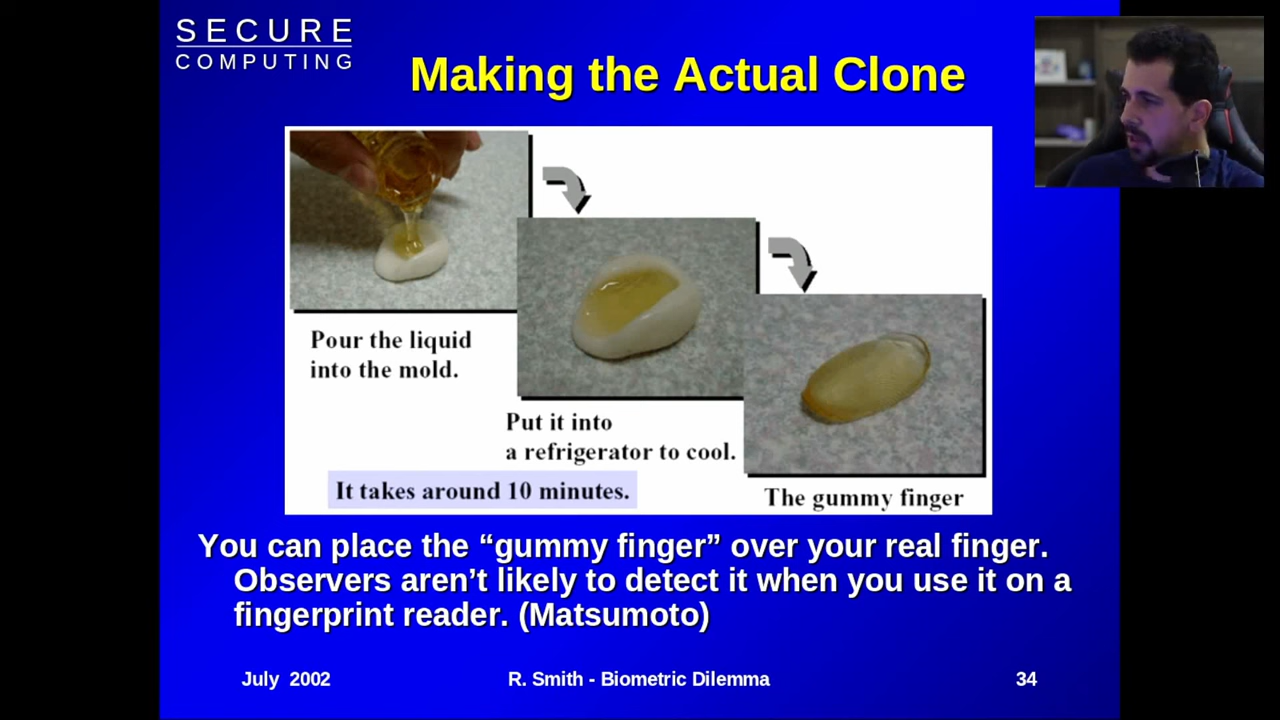 SECURE
COMPUTING
Making the Actual Clone
Pour the liquid
into the mold.
Put it into
a refrigerator to cool.
It takes around 10 minutes.
The gummy finger
You can place the “gummy finger” over your real finger.
Observers aren’t likely to detect it when you use it on a
fingerprint reader. (Matsumoto)
July 2002
R. Smith - Biometric Dilemma
34